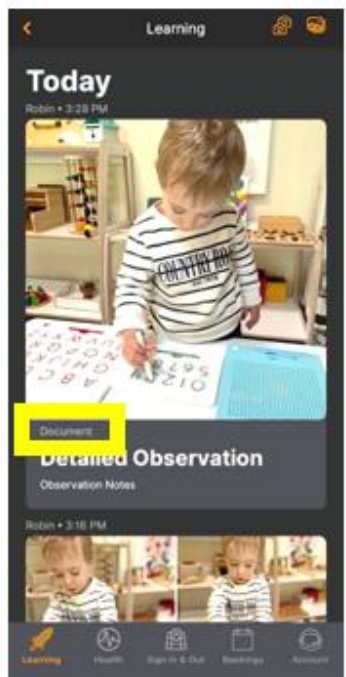 Learning
Today
Robin • 3:28 PM
COUNTRY ROAD
Document
Detailed Observation
Observation Notes
Robin • 3:16 PM
Learning
Health
Sign In & Out
Bookings
Account